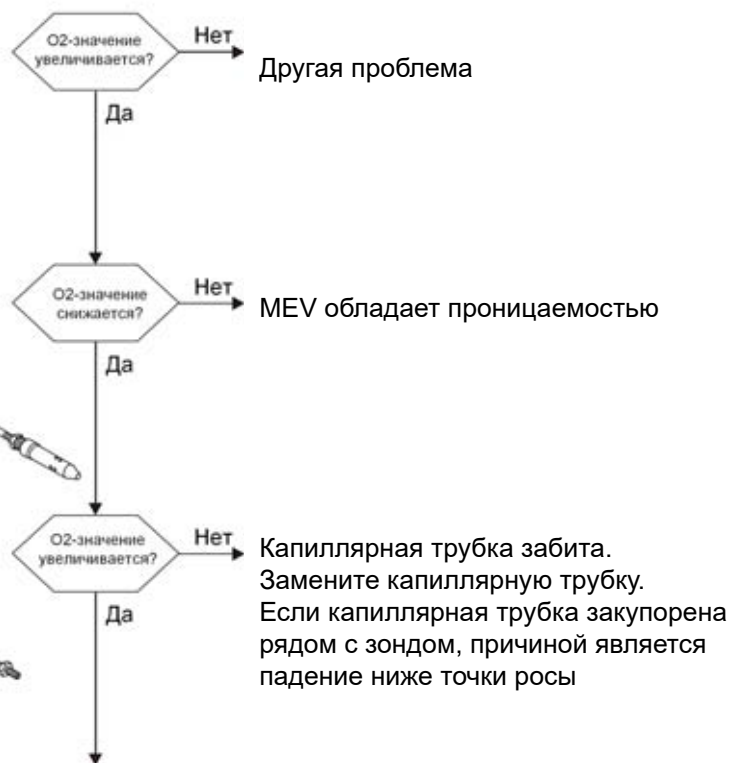 O2-значение
увеличивается?
Нет
Другая проблема
Да
O2-значение
снижается?
Нет
MEV обладает проницаемостью
Да
O2-значение
увеличивается?
Нет
Капиллярная трубка забита.
Замените капиллярную трубку.
Если капиллярная трубка закупорена
рядом с зондом, причиной является
падение ниже точки росы
Да